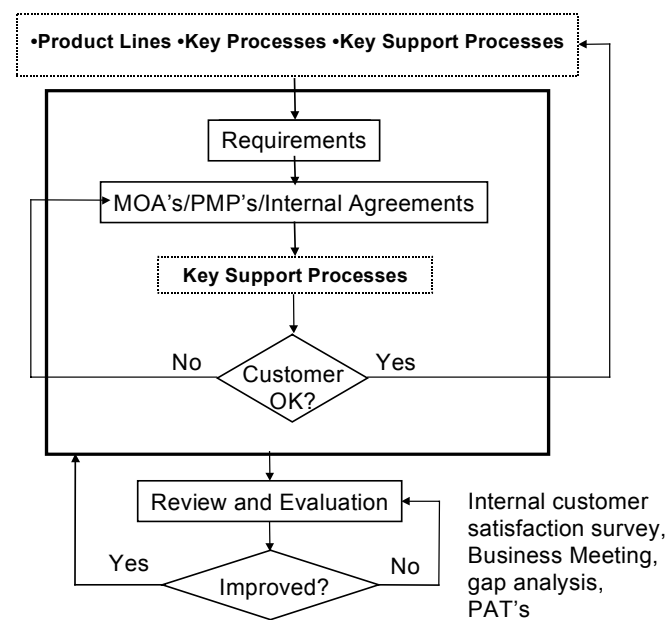 •Product Lines •Key Processes •Key Support Processes
Requirements
MOA's/PMP's/Internal Agreements
Key Support Processes
No
Yes
Customer
OK?
Review and Evaluation
Internal customer
satisfaction survey,
Business Meeting,
gap analysis,
PAT's
Yes
No
Improved?